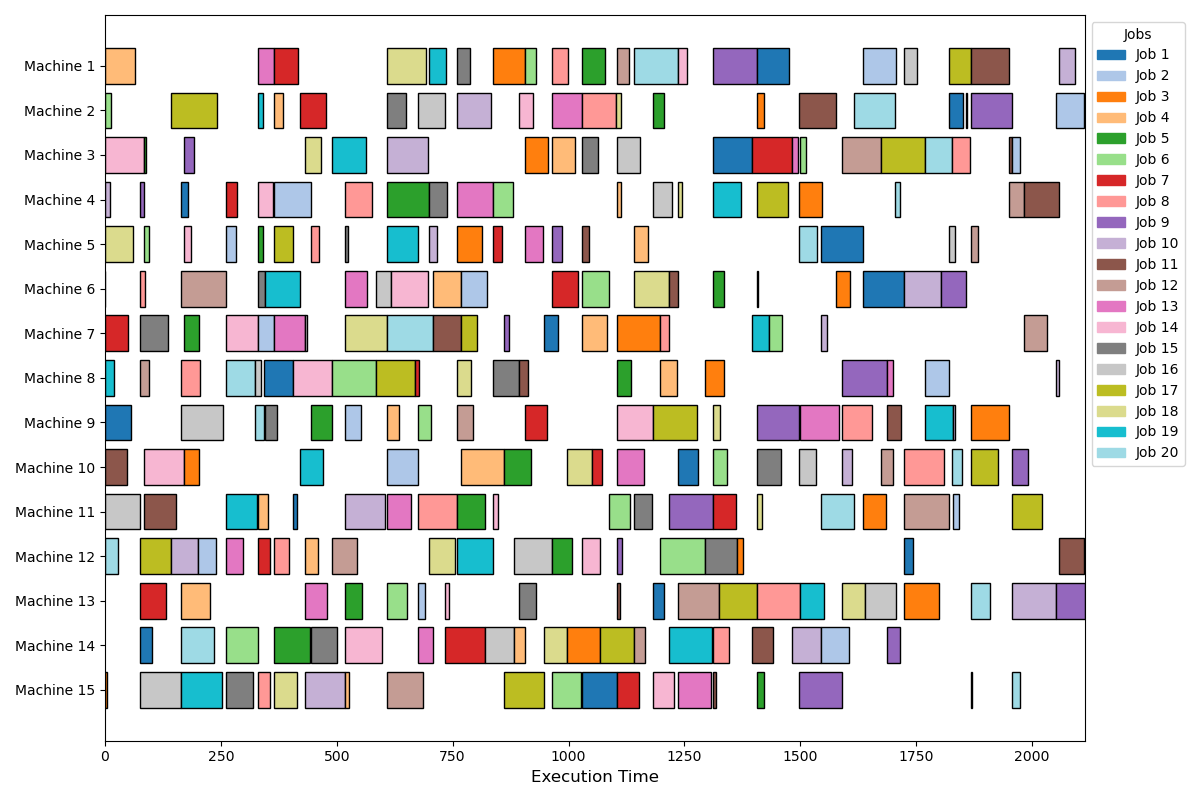 Machine 1
Machine 2
Machine 3
Machine 4
Machine 5
Machine 6
Machine 7
Machine 8
Machine 9
Machine 10
Machine 11
Machine 12
Machine 13
Machine 14
Machine 15
0 250 500 750 1000 1250 1500 1750 2000
Execution Time
Jobs
Job 1
Job 2
Job 3
Job 4
Job 5
Job 6
Job 7
Job 8
Job 9
Job 10
Job 11
Job 12
Job 13
Job 14
Job 15
Job 16
Job 17
Job 18
Job 19
Job 20